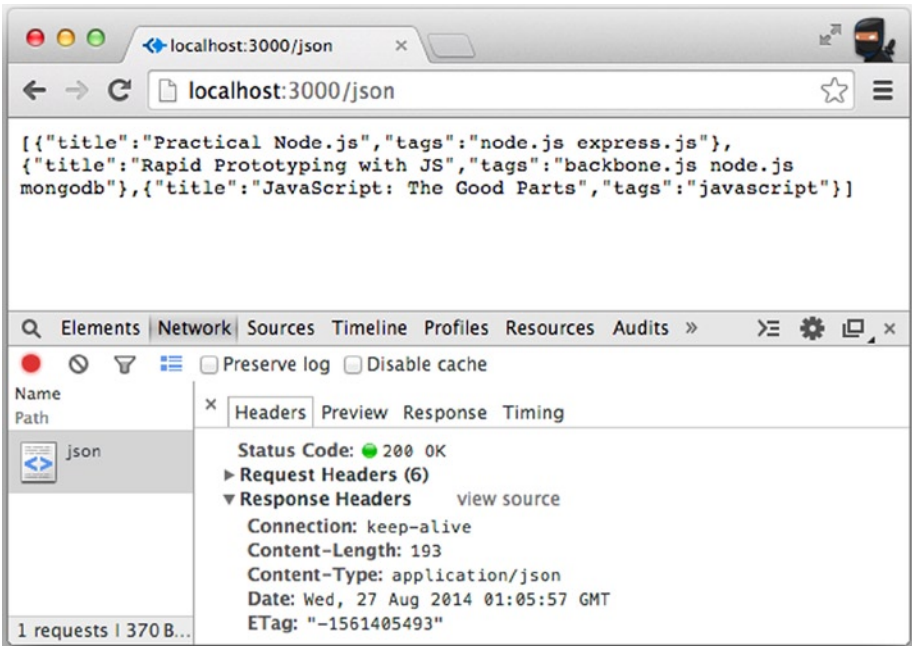 localhost:3000/json
localhost:3000/json
[{"title":"Practical Node.js","tags":"node.js express.js"},
{"title":"Rapid Prototyping with JS","tags":"backbone.js node.js
mongodb"},{"title":"JavaScript: The Good Parts","tags":"javascript"}]
Elements Network Sources Timeline Profiles Resources Audits »
Preserve log Disable cache
Name
Path
× Headers Preview Response Timing
json
Status Code: 200 OK
Request Headers (6)
Response Headers view source
Connection: keep-alive
Content-Length: 193
Content-Type: application/json
Date: Wed, 27 Aug 2014 01:05:57 GMT
ETag: "-1561405493"
1 requests | 370 B...